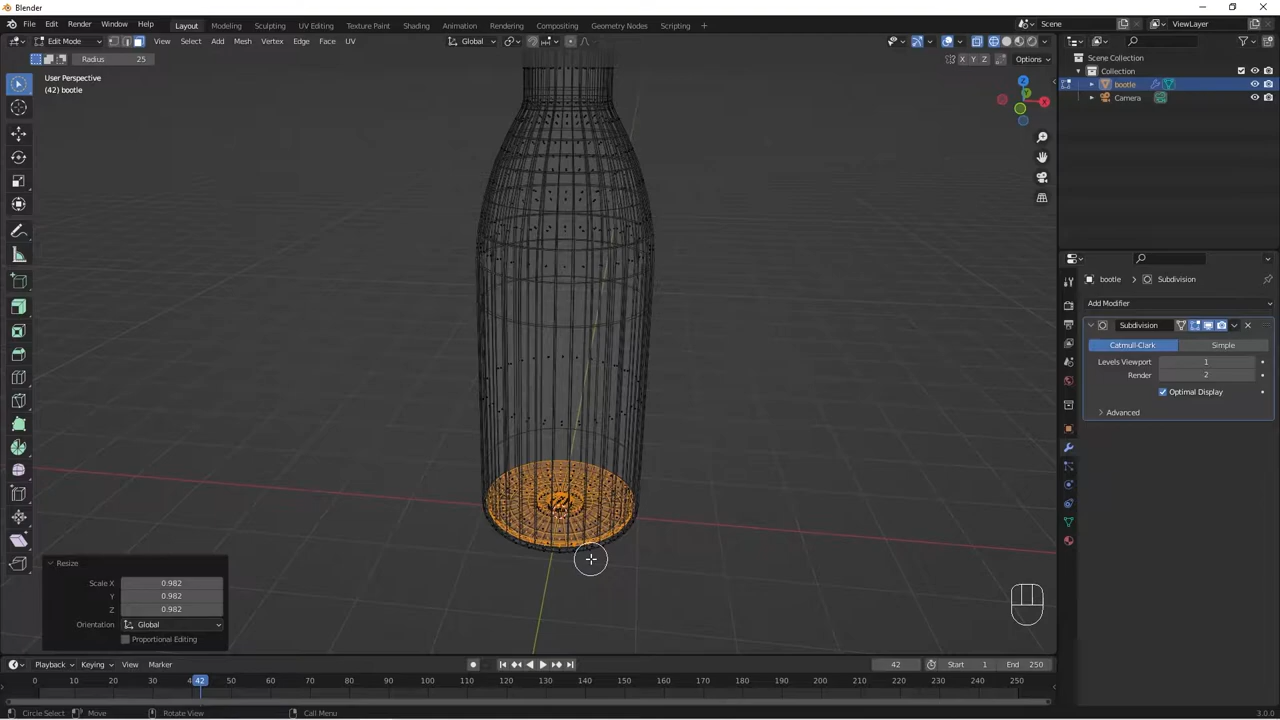 Blender
File Edit Render Window Help Layout Modeling Sculpting UV Editing Texture Paint Shading Animation Rendering Compositing Geometry Nodes Scripting + Scene ViewLayer
Edit Mode View Select Add Mesh Vertex Edge Face UV Global
Radius 25 X Y Z Options
User Perspective
(42) bootle
Scene Collection
Collection
bootle
Camera
Z
X
bootle Subdivision
Add Modifier
Subdivision
Catmull-Clark Simple
Levels Viewport 1
Render 2
Optimal Display
Advanced
Resize
Scale X 0.982
Y 0.982
Z 0.982
Orientation Global
Proportional Editing
Playback Keying View Marker 42 Start 1 End 250
0 10 20 30 42 50 60 70 80 90 100 110 120 130 140 150 160 170 180 190 200 210 220 230 240 250
Select Move Rotate View Call Menu 3.0.0